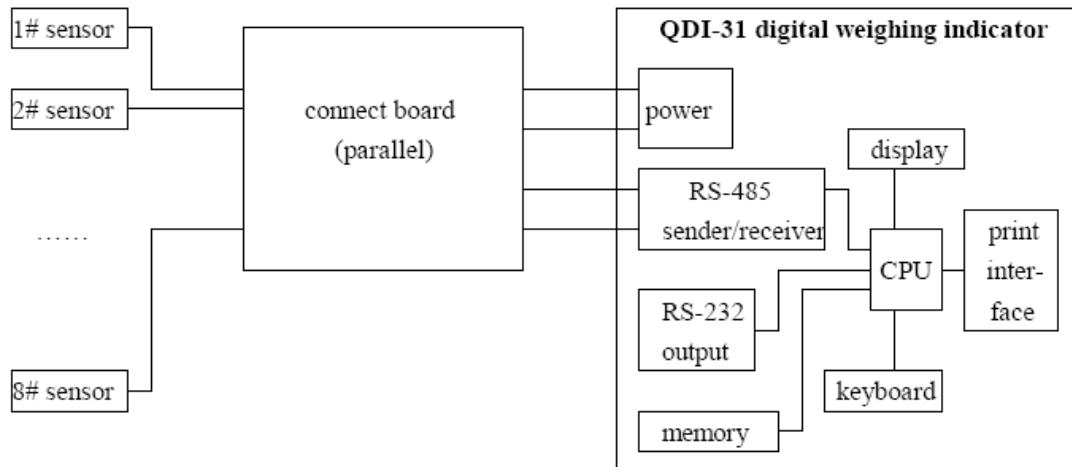 1# sensor
2# sensor
……
8# sensor
connect board
(parallel)
QDI-31 digital weighing indicator
power
RS-485
sender/receiver
RS-232
output
memory
display
CPU
keyboard
print
inter-
face